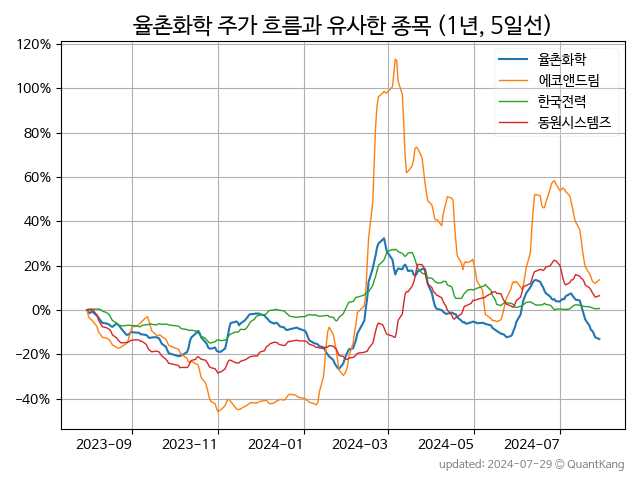 율촌화학 주가 흐름과 유사한 종목 (1년, 5일선)
120%
100%
80%
60%
40%
20%
0%
−20%
−40%
율촌화학
에코앤드림
한국전력
동원시스템즈
2023-09 2023-11 2024-01 2024-03 2024-05 2024-07
updated: 2024-07-29 © QuantKang